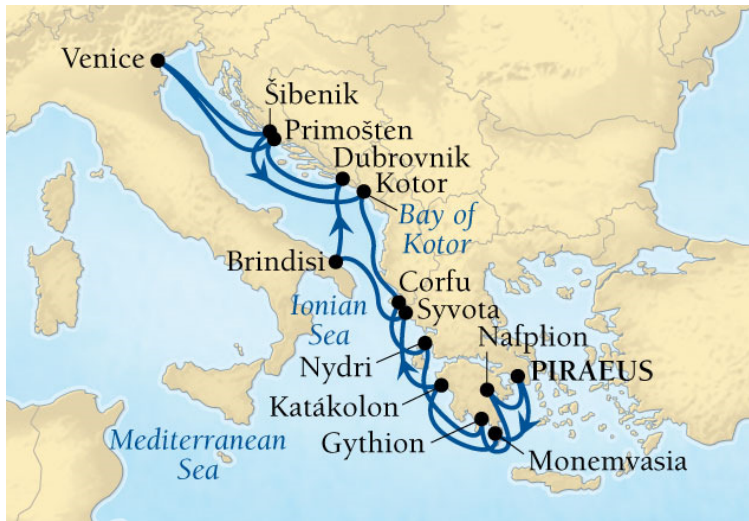 Venice
Šibenik
Primošten
Dubrovnik
Kotor
Bay of
Kotor
Brindisi
Corfu
Ionian
Sea
Syvota
Nafplion
Nydri
PIRAEUS
Katákolon
Gythion
Mediterranean
Sea
Monemvasia